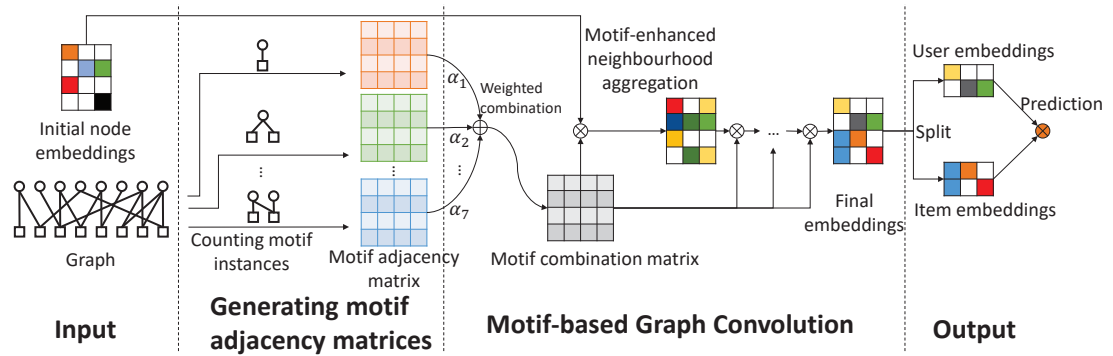 Initial node
embeddings
Graph
Input
Counting motif
instances
⋮
α1
α2
⋮
α7
Motif adjacency
matrix
Generating motif
adjacency matrices
Weighted
combination
Motif-enhanced
neighbourhood
aggregation
...
Motif combination matrix
Final
embeddings
Motif-based Graph Convolution
User embeddings
Split
Prediction
Item embeddings
Output